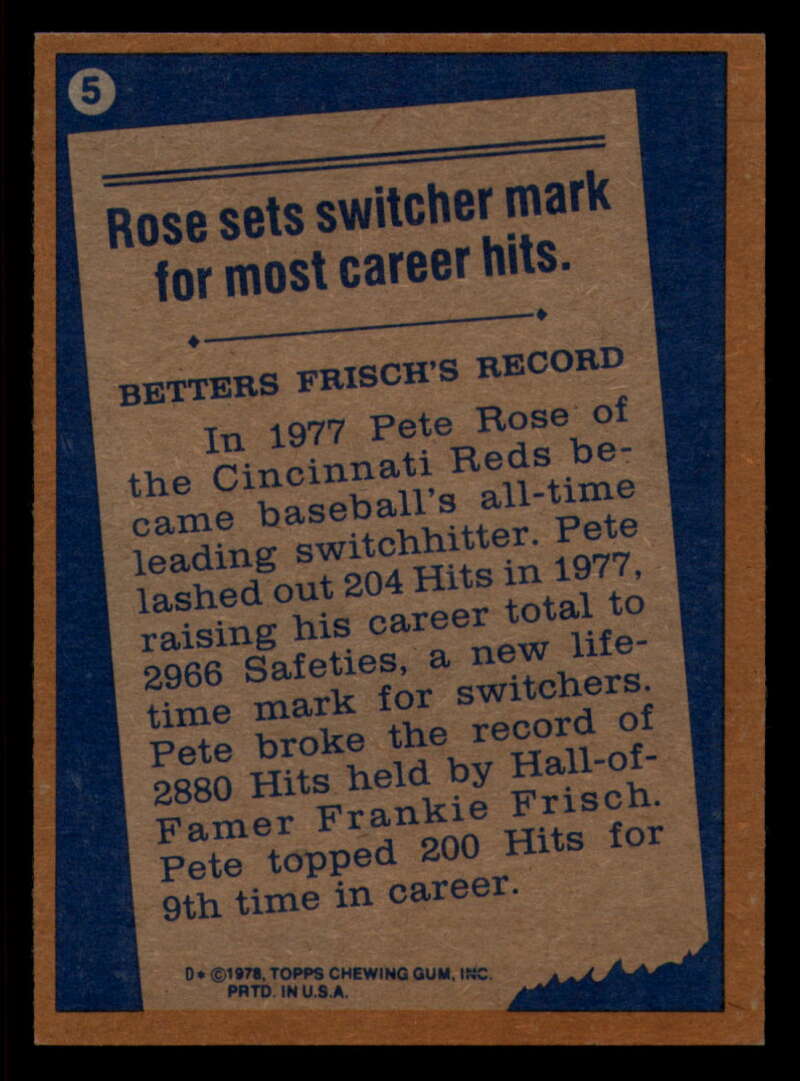 5
Rose sets switcher mark
for most career hits.
BETTERS FRISCH'S RECORD
In 1977 Pete Rose of
the Cincinnati Reds be-
came baseball's all-time
leading switchhitter. Pete
lashed out 204 Hits in 1977,
raising his career total to
2966 Safeties, a new life-
time mark for switchers.
Pete broke the record of
2880 Hits held by Hall-of-
Famer Frankie Frisch.
Pete topped 200 Hits for
9th time in career.
D* ©1978, TOPPS CHEWING GUM, INC.
PRTD. IN U.S.A.